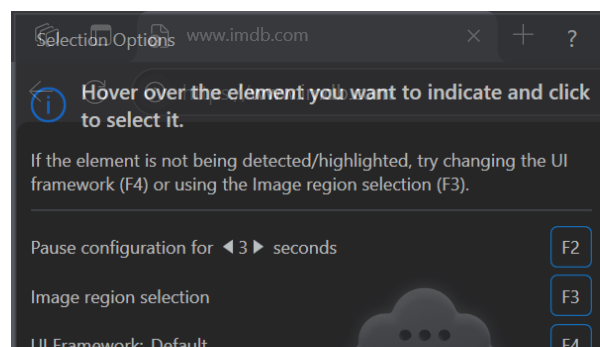 Selection Options www.imdb.com ?
Hover over the element you want to indicate and click
to select it.
If the element is not being detected/highlighted, try changing the UI
framework (F4) or using the Image region selection (F3).
Pause configuration for 3 seconds F2
Image region selection F3
UI Framework: Default F4